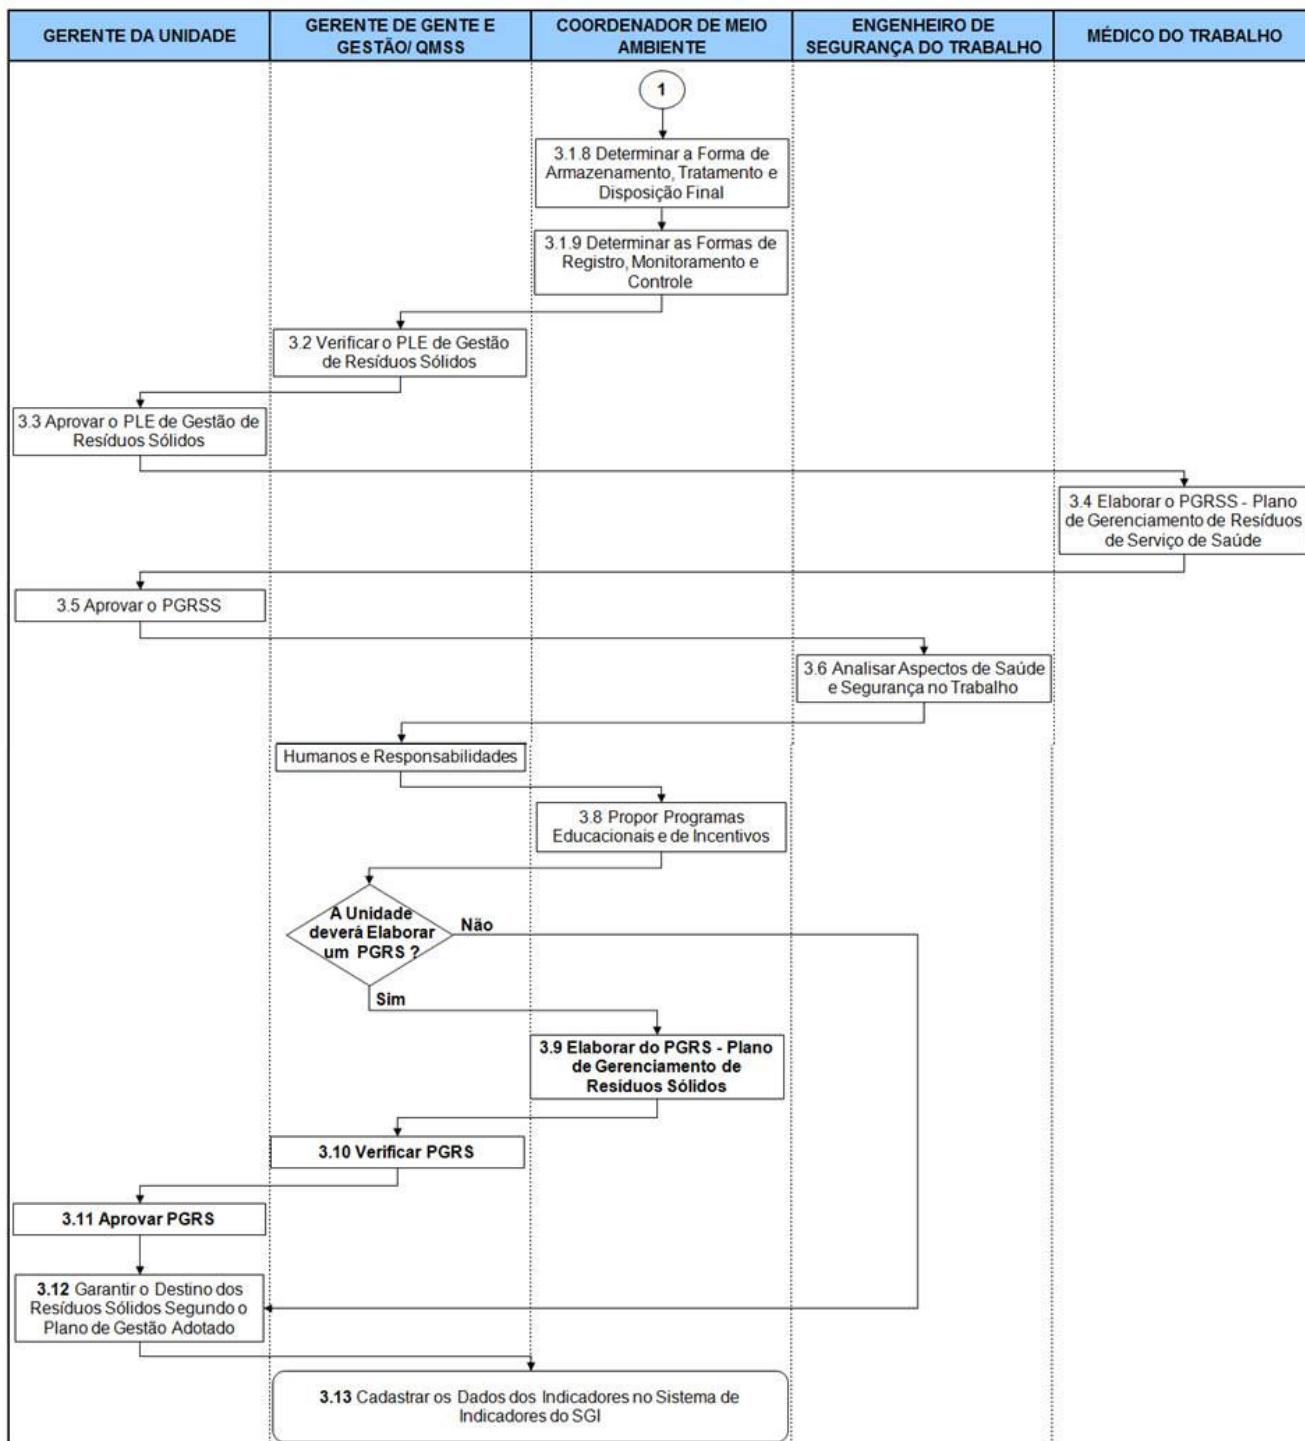 GERENTE DA UNIDADE
GERENTE DE GENTE E
GESTÃO/ QMSS
COORDENADOR DE MEIO
AMBIENTE
ENGENHEIRO DE
SEGURANÇA DO TRABALHO
MÉDICO DO TRABALHO
1
3.1.8 Determinar a Forma de
Armazenamento, Tratamento e
Disposição Final
3.1.9 Determinar as Formas de
Registro, Monitoramento e
Controle
3.2 Verificar o PLE de Gestão
de Resíduos Sólidos
3.3 Aprovar o PLE de Gestão de
Resíduos Sólidos
3.4 Elaborar o PGRSS - Plano
de Gerenciamento de Resíduos
de Serviço de Saúde
3.5 Aprovar o PGRSS
3.6 Analisar Aspectos de Saúde
e Segurança no Trabalho
Humanos e Responsabilidades
3.8 Propor Programas
Educacionais e de Incentivos
A Unidade
deverá Elaborar
um PGRS ?
Não
Sim
3.9 Elaborar do PGRS - Plano
de Gerenciamento de
Resíduos Sólidos
3.10 Verificar PGRS
3.11 Aprovar PGRS
3.12 Garantir o Destino dos
Resíduos Sólidos Segundo o
Plano de Gestão Adotado
3.13 Cadastrar os Dados dos Indicadores no Sistema de
Indicadores do SGI